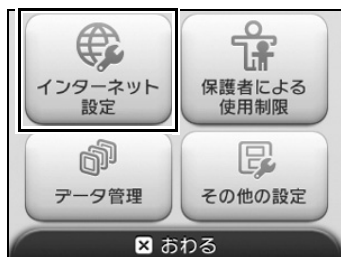 インターネット
設定
保護者による
使用制限
データ管理
その他の設定
おわる